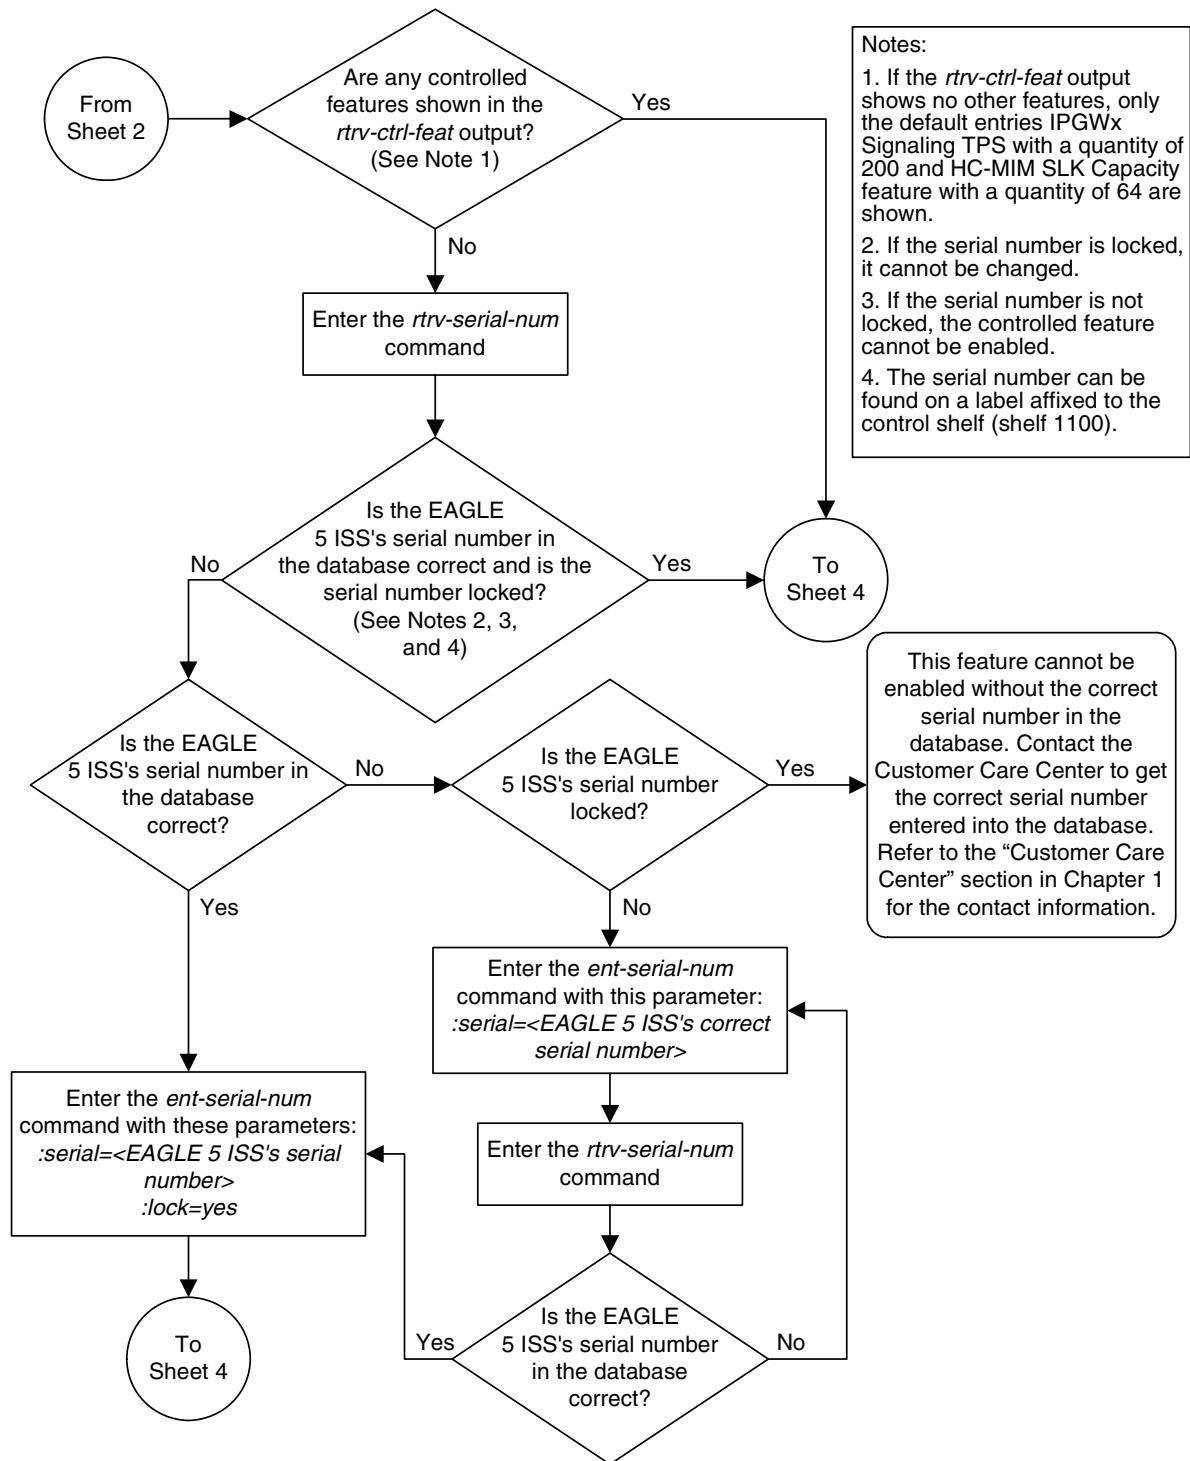 From
Sheet 2
Are any controlled
features shown in the
rtrv-ctrl-feat output?
(See Note 1)
Yes
No
Notes:
1. If the rtrv-ctrl-feat output
shows no other features, only
the default entries IPGWx
Signaling TPS with a quantity of
200 and HC-MIM SLK Capacity
feature with a quantity of 64 are
shown.
2. If the serial number is locked,
it cannot be changed.
3. If the serial number is not
locked, the controlled feature
cannot be enabled.
4. The serial number can be
found on a label affixed to the
control shelf (shelf 1100).
Enter the rtrv-serial-num
command
Is the EAGLE
5 ISS's serial number in
the database correct and is the
serial number locked?
(See Notes 2, 3,
and 4)
No
Yes
To
Sheet 4
Is the EAGLE
5 ISS's serial number in
the database
correct?
No
Yes
Is the EAGLE
5 ISS's serial number
locked?
Yes
No
This feature cannot be
enabled without the correct
serial number in the
database. Contact the
Customer Care Center to get
the correct serial number
entered into the database.
Refer to the “Customer Care
Center” section in Chapter 1
for the contact information.
Enter the ent-serial-num
command with this parameter:
:serial=<EAGLE 5 ISS's correct
serial number>
Enter the ent-serial-num
command with these parameters:
:serial=<EAGLE 5 ISS's serial
number>
:lock=yes
Enter the rtrv-serial-num
command
Is the EAGLE
5 ISS's serial number
in the database
correct?
Yes
No
To
Sheet 4